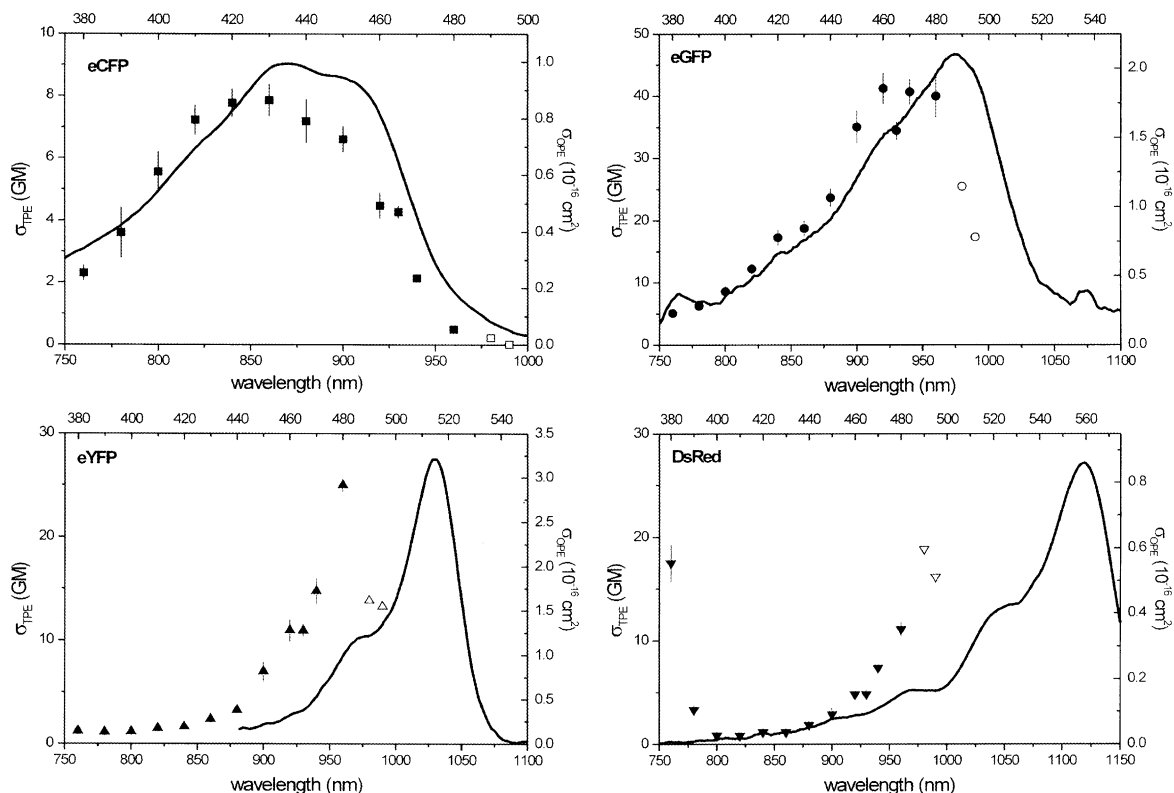 380 400 420 440 460 480 500
10
8
6
4
2
0
eCFP
σTPE (GM)
1.0
0.8
0.6
0.4
0.2
0.0
σOPE (10⁻¹⁶ cm²)
750 800 850 900 950 1000
wavelength (nm)
380 400 420 440 460 480 500 520 540
50
40
30
20
10
0
eGFP
σTPE (GM)
2.0
1.5
1.0
0.5
0.0
σOPE (10⁻¹⁶ cm²)
750 800 850 900 950 1000 1050 1100
wavelength (nm)
380 400 420 440 460 480 500 520 540
30
20
10
0
eYFP
σTPE (GM)
3.5
3.0
2.5
2.0
1.5
1.0
0.5
0.0
σOPE (10⁻¹⁶ cm²)
750 800 850 900 950 1000 1050 1100
wavelength (nm)
380 400 420 440 460 480 500 520 540 560
30
20
10
0
DsRed
σTPE (GM)
0.8
0.6
0.4
0.2
0.0
σOPE (10⁻¹⁶ cm²)
750 800 850 900 950 1000 1050 1100 1150
wavelength (nm)